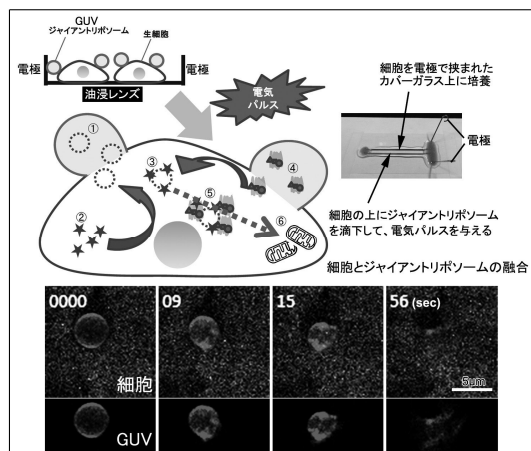 GUV
ジャイアントリポソーム
生細胞
電極
電極
油浸レンズ
電気
パルス
細胞を電極で挟まれた
カバーガラス上に培養
電極
細胞の上にジャイアントリポソーム
を滴下して、電気パルスを与える
①
②
③
④
⑤
⑥
細胞とジャイアントリポソームの融合
0000
09
15
56 (sec)
細胞
5μm
GUV